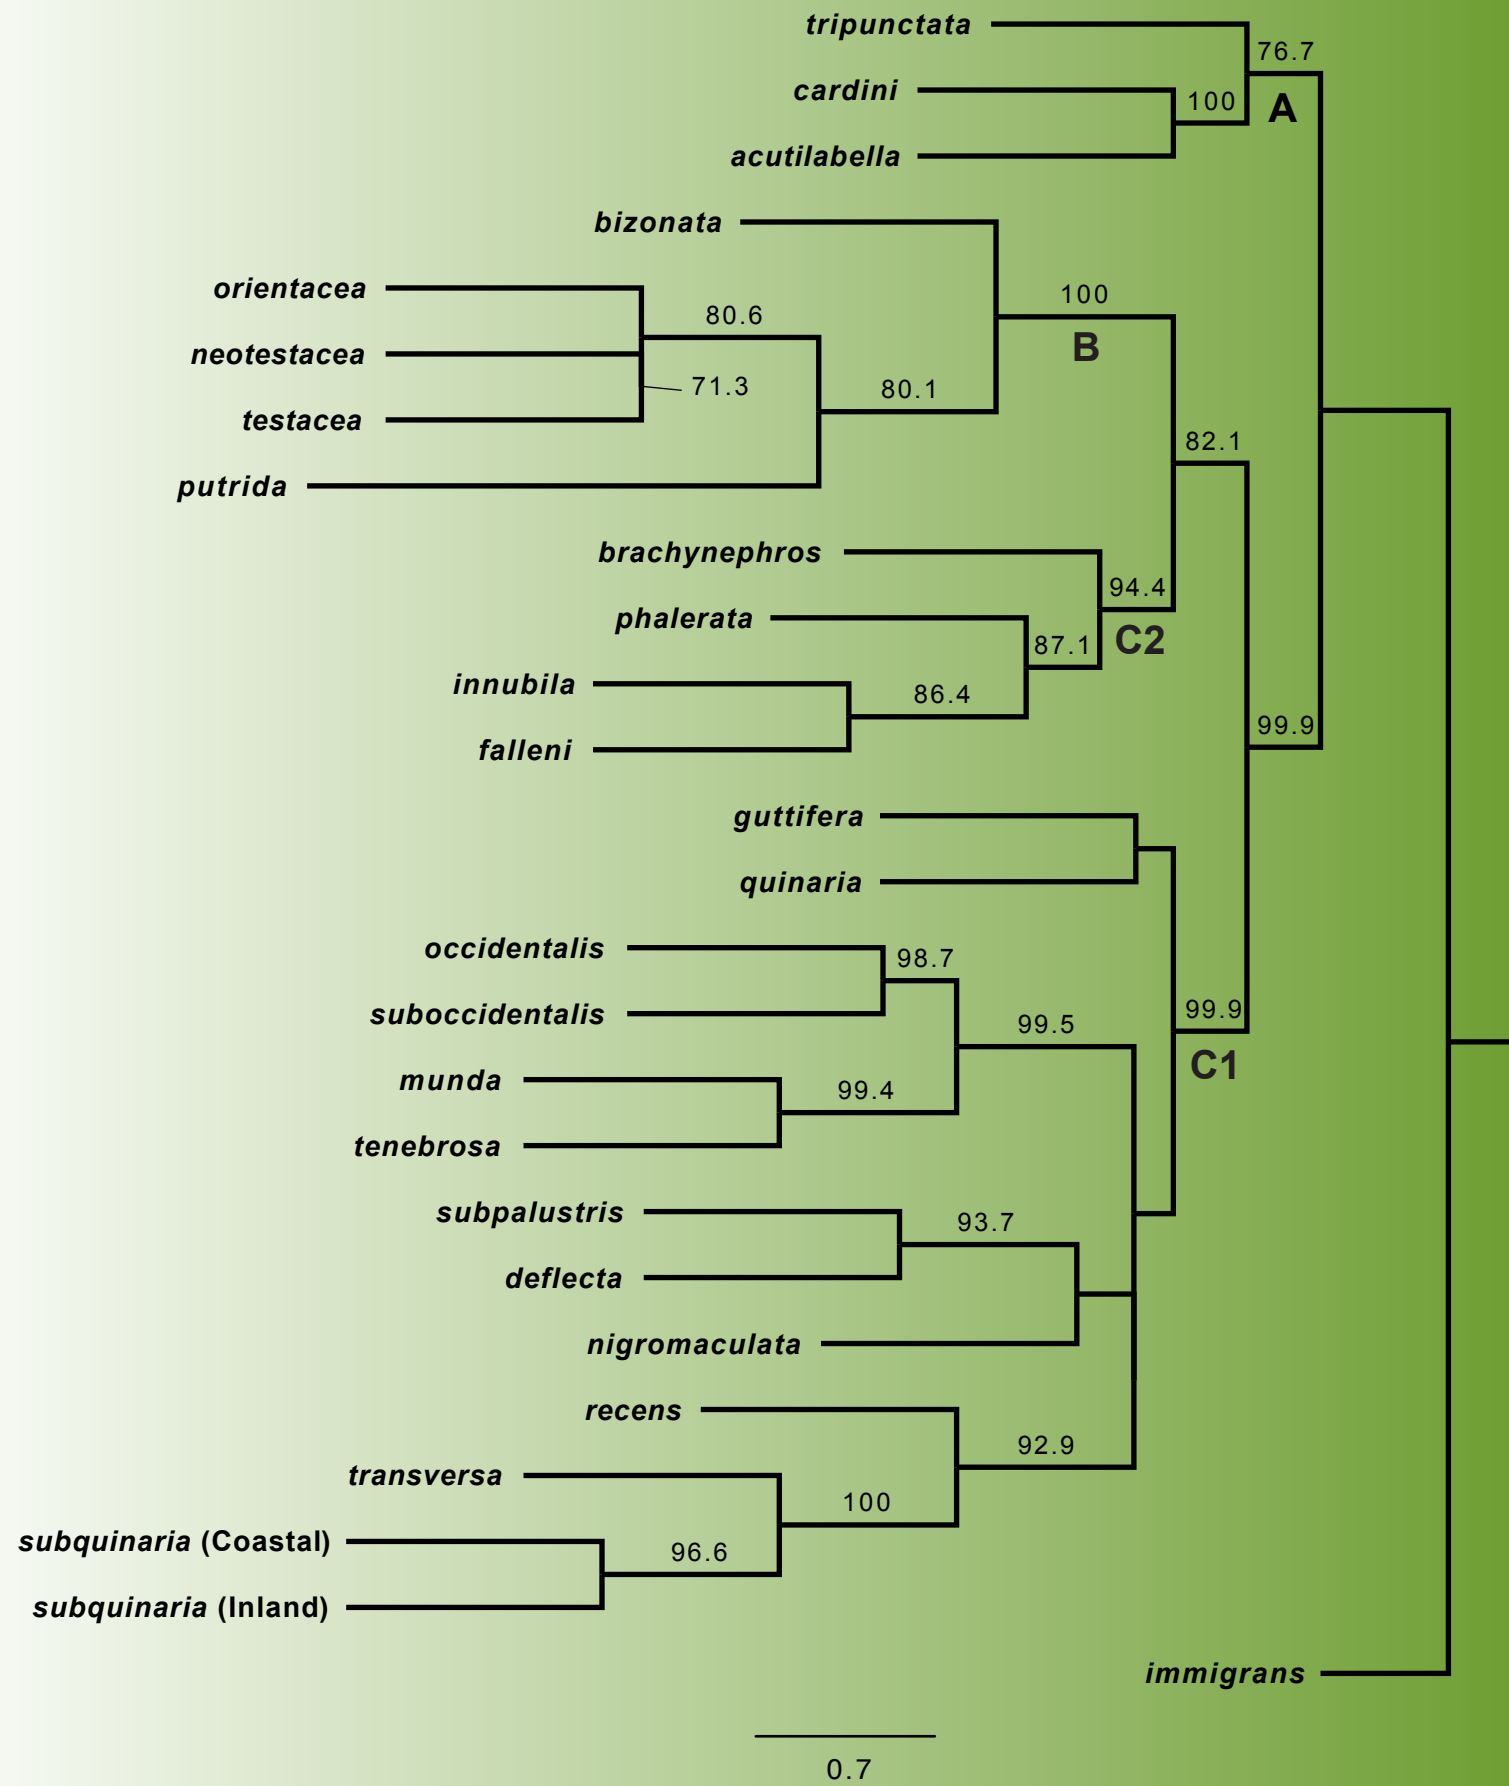 tripunctata
76.7
cardini
100
A
acutilabella
bizonata
orientacea
100
80.6
B
neotestacea
71.3
80.1
testacea
82.1
putrida
brachynephros
94.4
phalerata
87.1
C2
innubila
86.4
falleni
99.9
guttifera
quinaria
occidentalis
98.7
suboccidentalis
99.5
99.9
C1
munda
99.4
tenebrosa
subpalustris
93.7
deflecta
nigromaculata
recens
92.9
transversa
100
subquinaria (Coastal)
96.6
subquinaria (Inland)
immigrans
0.7